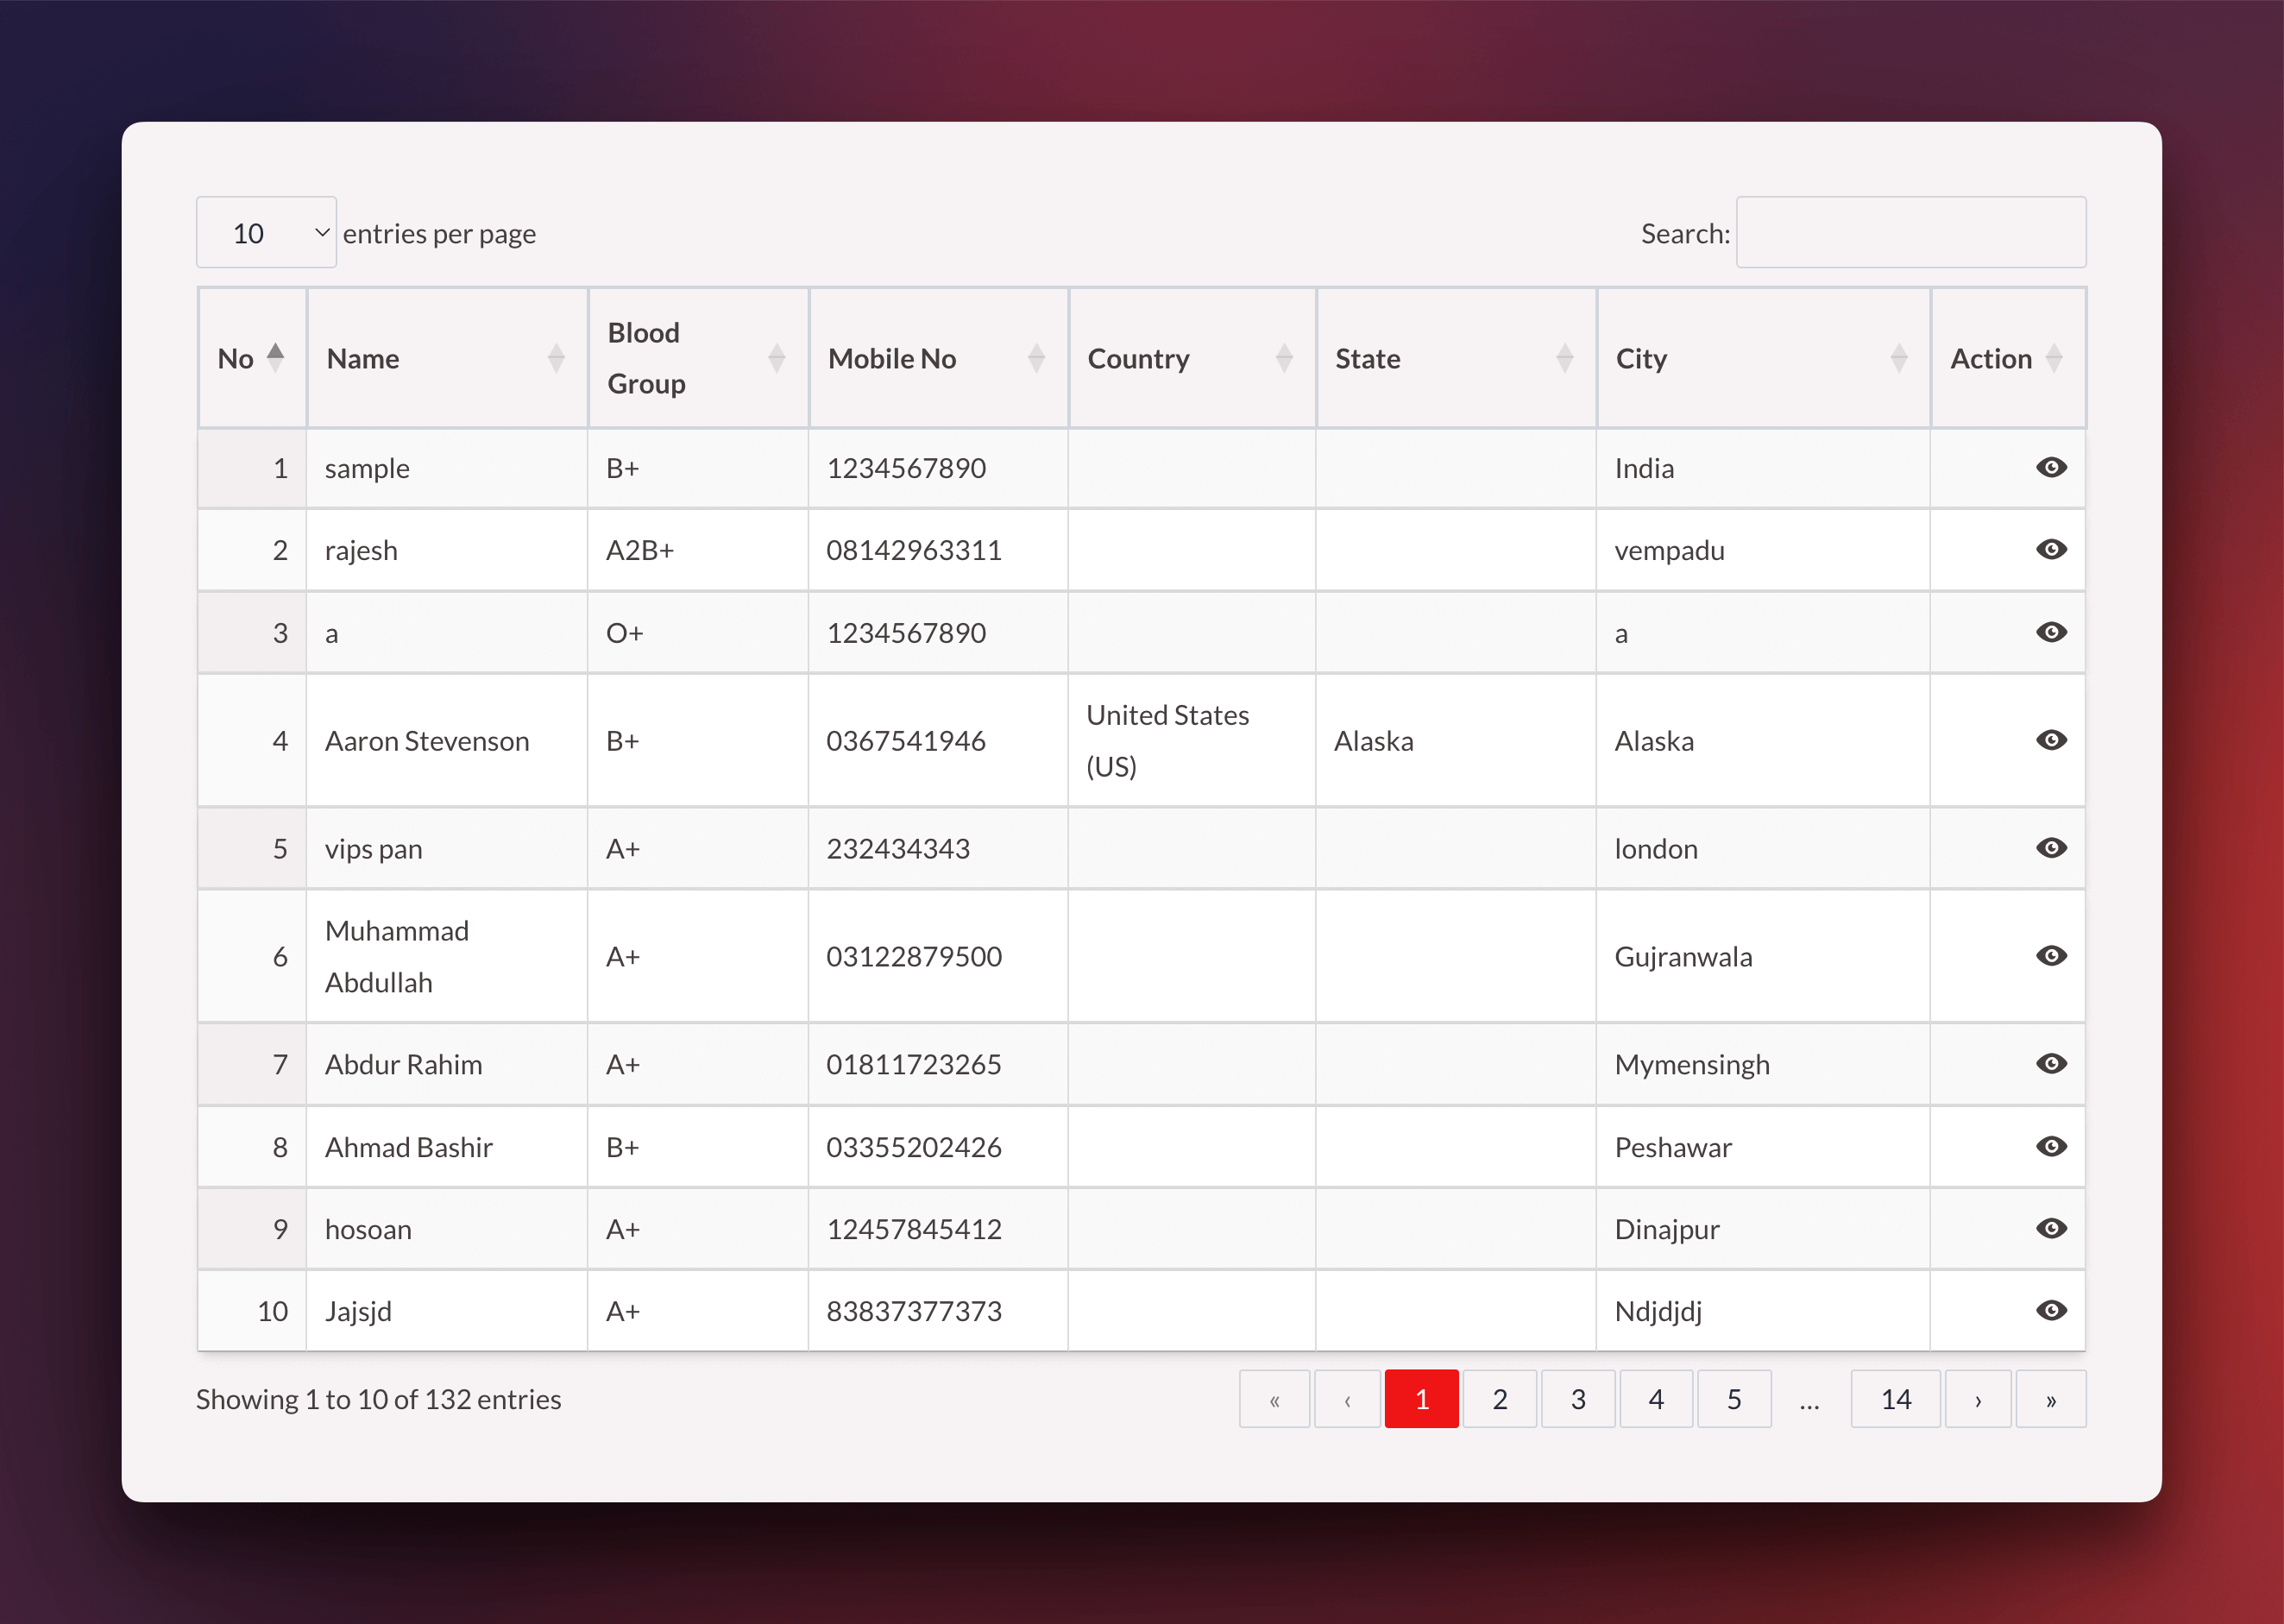 10 entries per page
Search:
No Name Blood Group Mobile No Country State City Action
1 sample B+ 1234567890 India
2 rajesh A2B+ 08142963311 vempadu
3 a O+ 1234567890 a
4 Aaron Stevenson B+ 0367541946 United States (US) Alaska Alaska
5 vips pan A+ 232434343 london
6 Muhammad Abdullah A+ 03122879500 Gujranwala
7 Abdur Rahim A+ 01811723265 Mymensingh
8 Ahmad Bashir B+ 03355202426 Peshawar
9 hosoan A+ 12457845412 Dinajpur
10 Jajsjd A+ 83837377373 Ndjdjdj
Showing 1 to 10 of 132 entries
« ‹ 1 2 3 4 5 … 14 › »